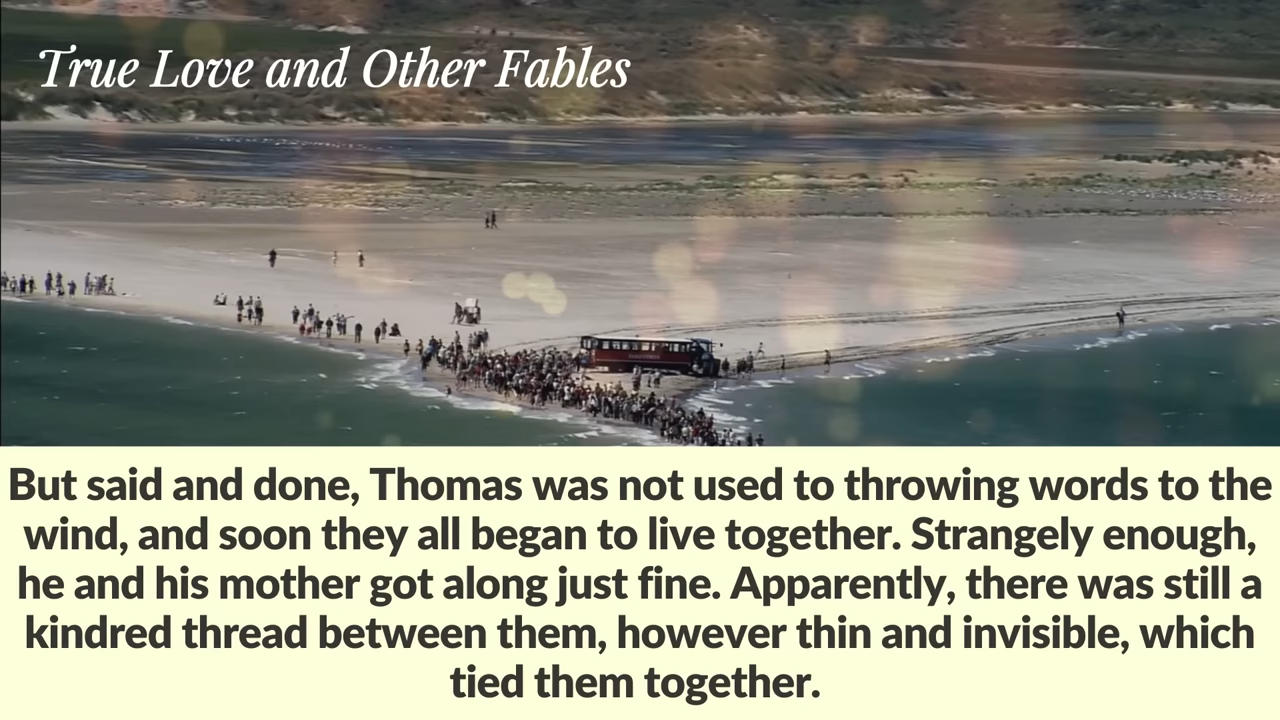 True Love and Other Fables
But said and done, Thomas was not used to throwing words to the
wind, and soon they all began to live together. Strangely enough,
he and his mother got along just fine. Apparently, there was still a
kindred thread between them, however thin and invisible, which
tied them together.